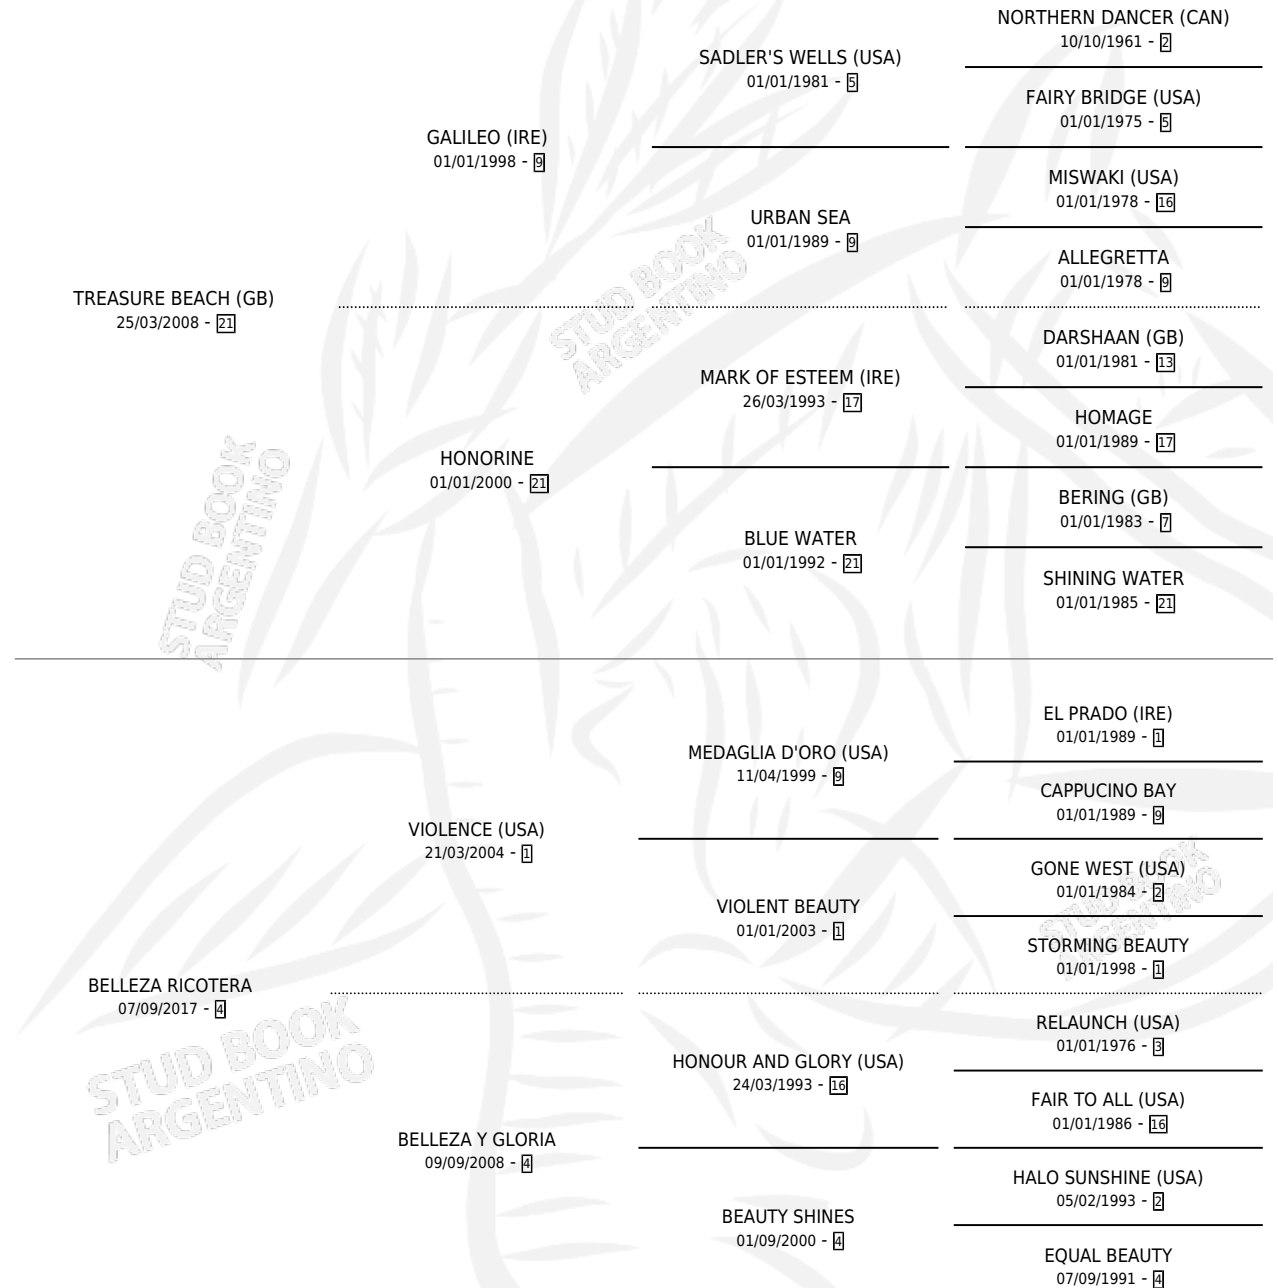 NORTHERN DANCER (CAN)
10/10/1961 - 2
SADLER'S WELLS (USA)
01/01/1981 - 5
FAIRY BRIDGE (USA)
01/01/1975 - 5
GALILEO (IRE)
01/01/1998 - 9
MISWAKI (USA)
01/01/1978 - 16
URBAN SEA
01/01/1989 - 9
ALLEGRETTA
01/01/1978 - 9
TREASURE BEACH (GB)
25/03/2008 - 21
DARSHAAN (GB)
01/01/1981 - 13
MARK OF ESTEEM (IRE)
26/03/1993 - 17
HOMAGE
01/01/1989 - 17
HONORINE
01/01/2000 - 21
BERING (GB)
01/01/1983 - 7
BLUE WATER
01/01/1992 - 21
SHINING WATER
01/01/1985 - 21
EL PRADO (IRE)
01/01/1989 - 1
MEDAGLIA D'ORO (USA)
11/04/1999 - 9
CAPPUCINO BAY
01/01/1989 - 9
VIOLENCE (USA)
21/03/2004 - 1
GONE WEST (USA)
01/01/1984 - 2
VIOLENT BEAUTY
01/01/2003 - 1
STORMING BEAUTY
01/01/1998 - 1
BELLEZA RICOTERA
07/09/2017 - 4
RELAUNCH (USA)
01/01/1976 - 3
HONOUR AND GLORY (USA)
24/03/1993 - 16
FAIR TO ALL (USA)
01/01/1986 - 16
BELLEZA Y GLORIA
09/09/2008 - 4
HALO SUNSHINE (USA)
05/02/1993 - 2
BEAUTY SHINES
01/09/2000 - 4
EQUAL BEAUTY
07/09/1991 - 4
STUD BOOK
ARGENTINO
STUD BOOK
ARGENTINO
STUD BOOK
ARGENTINO
STUD BOOK
ARGENTINO